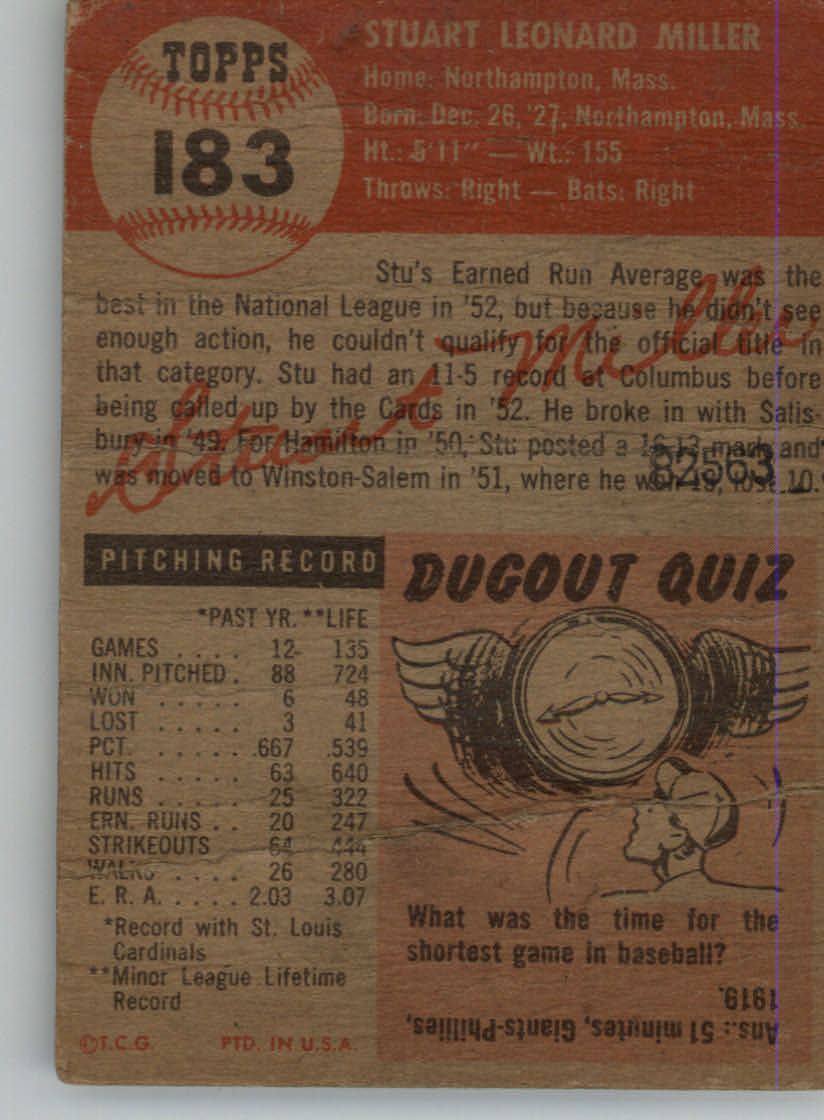 TOPPS
183
STUART LEONARD MILLER
Home: Northampton, Mass.
Born: Dec. 26, '27, Northampton, Mass.
Ht.: 5'11" — Wt.: 155
Throws: Right — Bats: Right
Stu's Earned Run Average was the
best in the National League in '52, but because he didn't see
enough action, he couldn't qualify for the official title in
that category. Stu had an 11-5 record at Columbus before
being called up by the Cards in '52. He broke in with Salis-
bury in '49. For Hamilton in '50, Stu posted a 16-13 mark and
was moved to Winston-Salem in '51, where he won lost 10.
Stuart Miller
82563
PITCHING RECORD
*PAST YR. **LIFE
GAMES . . . . 12 135
INN. PITCHED . 88 724
WON . . . . . 6 48
LOST . . . . . 3 41
PCT. . . . . . .667 .539
HITS . . . . . 63 640
RUNS . . . . . 25 322
ERN. RUNS . . 20 247
STRIKEOUTS 64 444
WALKS . . . . 26 280
E. R. A. . . . . . 2.03 3.07
*Record with St. Louis
Cardinals
**Minor League Lifetime
Record
©T.C.G. PTD. IN U.S.A.
DUGOUT QUIZ
What was the time for the
shortest game in baseball?
Ans.: 51 minutes, Giants-Phillies,
1919.